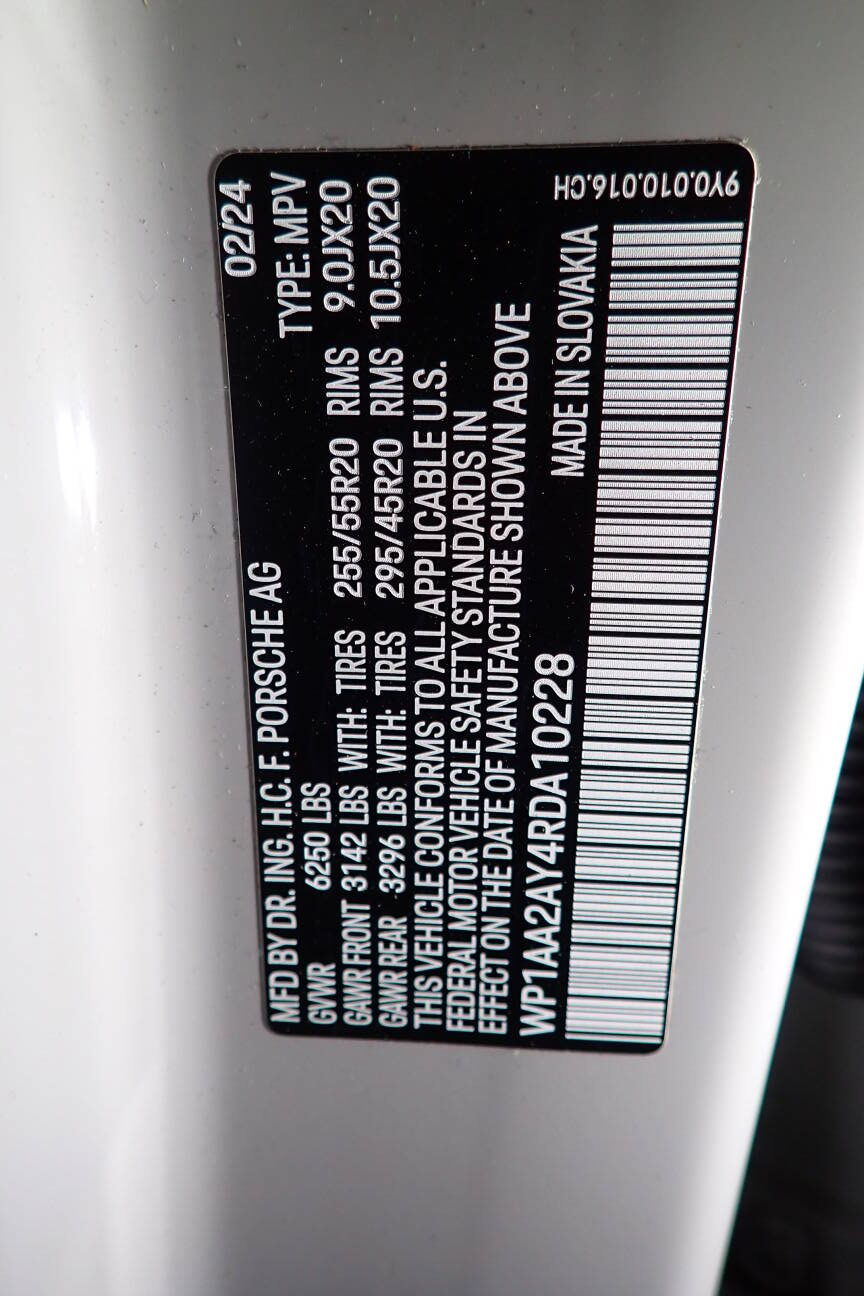 MFD BY DR. ING. H.C. F. PORSCHE AG 02/24
GVWR 6250 LBS TYPE: MPV
GAWR FRONT 3142 LBS WITH: TIRES 255/55R20 RIMS 9.0JX20
GAWR REAR 3296 LBS WITH: TIRES 295/45R20 RIMS 10.5JX20
THIS VEHICLE CONFORMS TO ALL APPLICABLE U.S.
FEDERAL MOTOR VEHICLE SAFETY STANDARDS IN
EFFECT ON THE DATE OF MANUFACTURE SHOWN ABOVE
WP1AA2AY4RDA10228 MADE IN SLOVAKIA
9Y0.010.016.CH